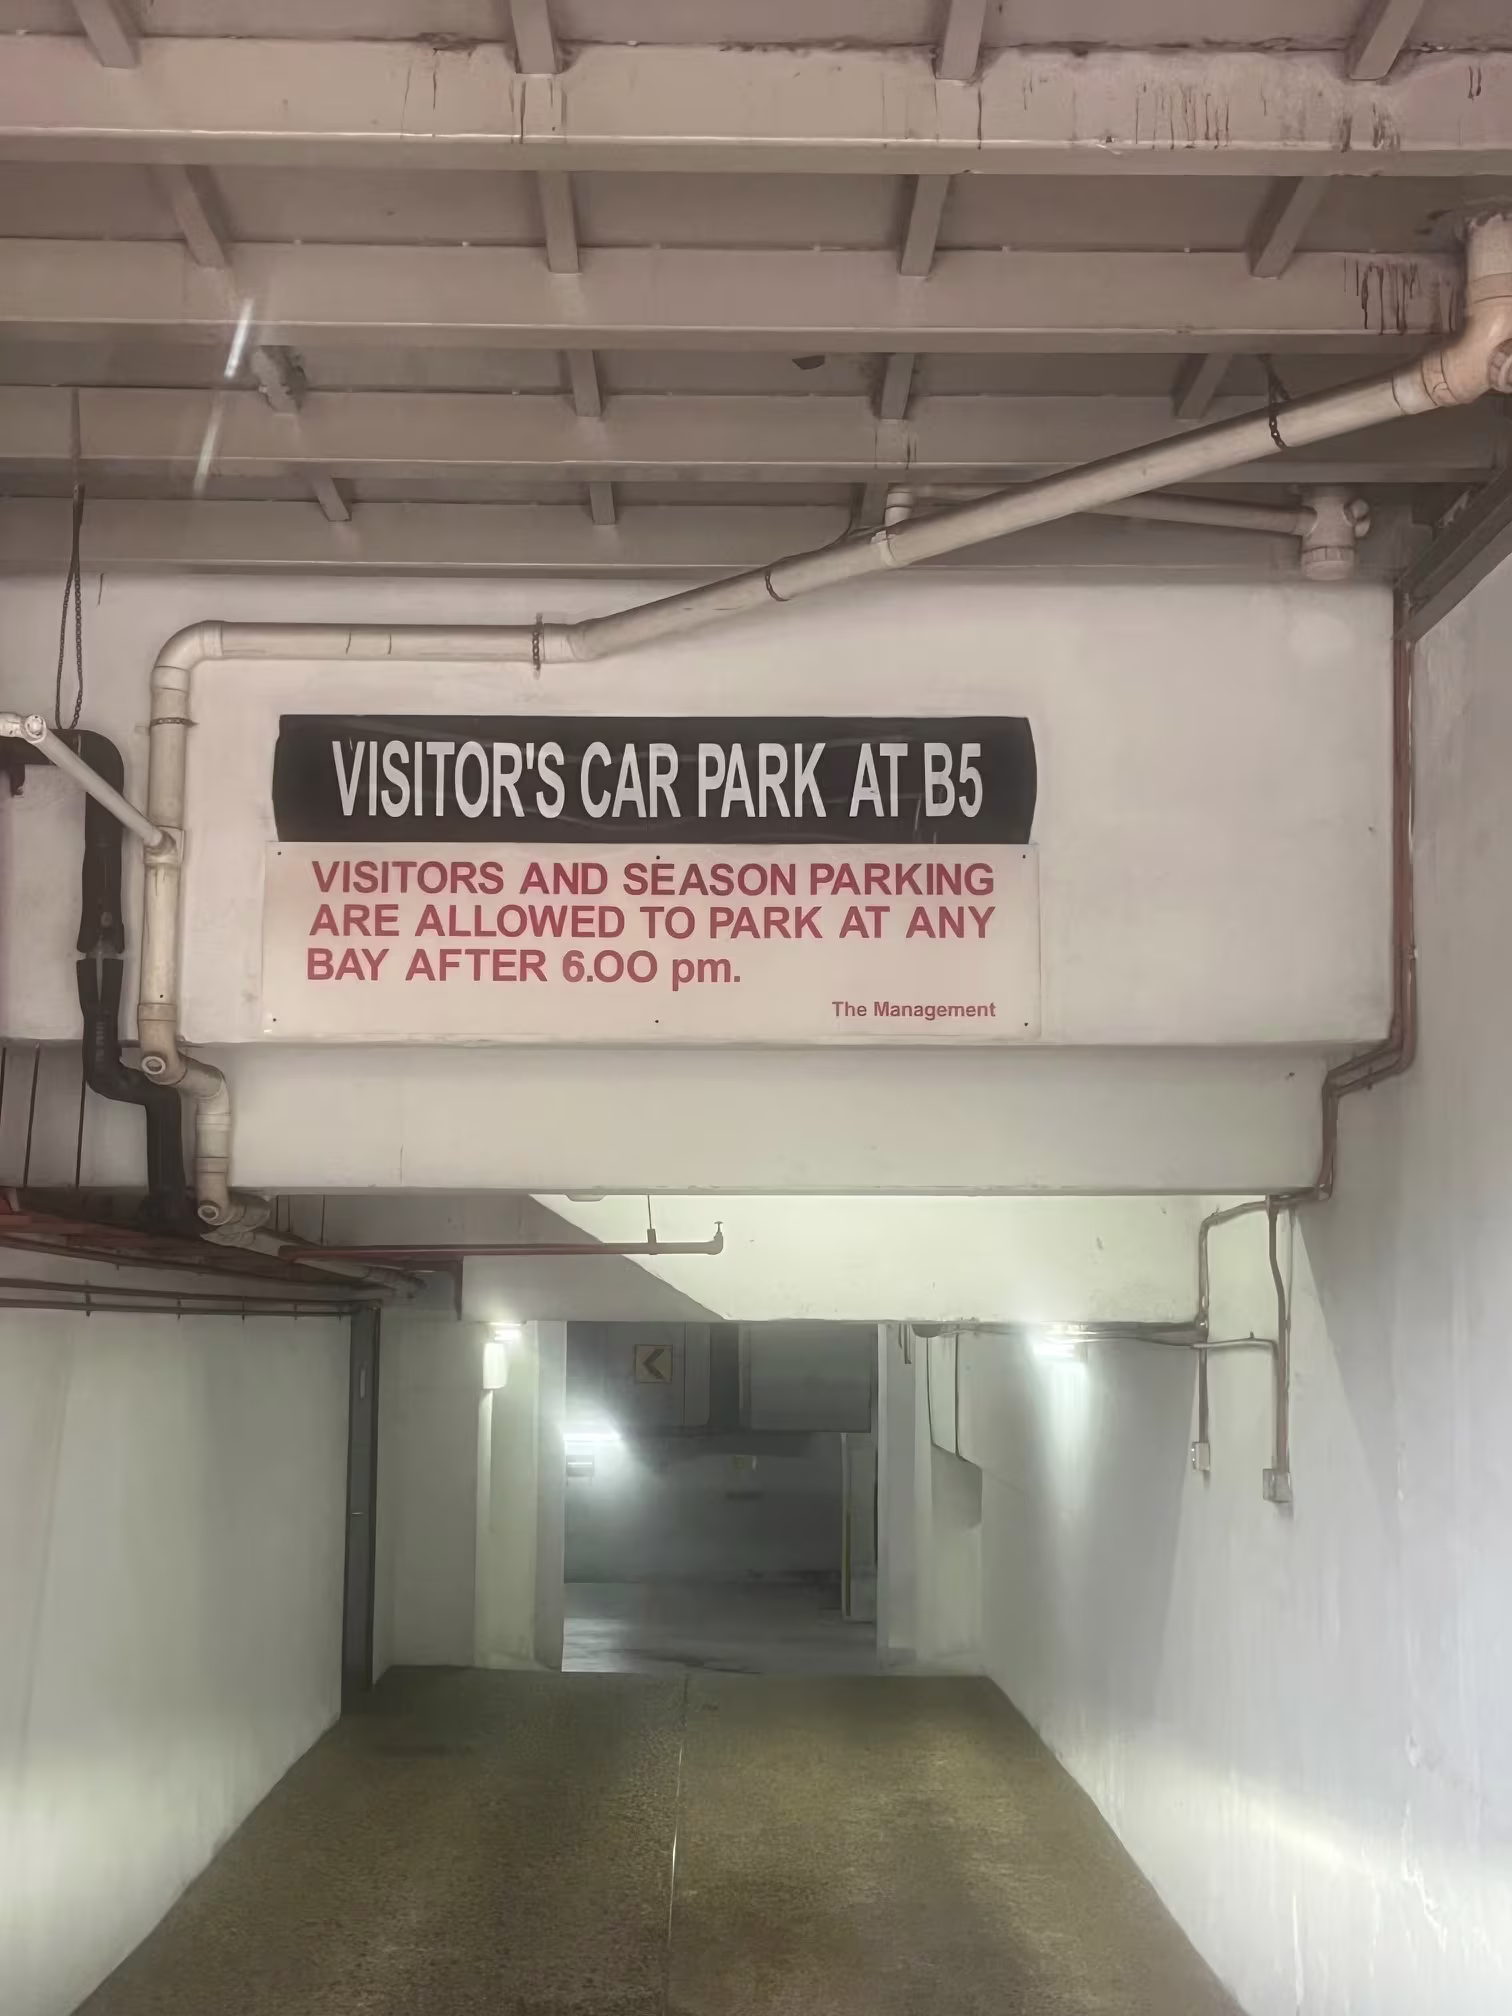 VISITOR'S CAR PARK AT B5
VISITORS AND SEASON PARKING
ARE ALLOWED TO PARK AT ANY
BAY AFTER 6.00 pm.
The Management